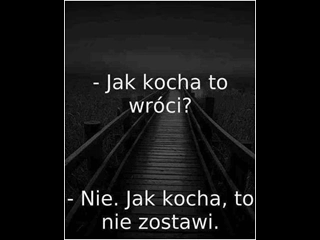 - Jak kocha to
wróci?
- Nie. Jak kocha, to
nie zostawi.